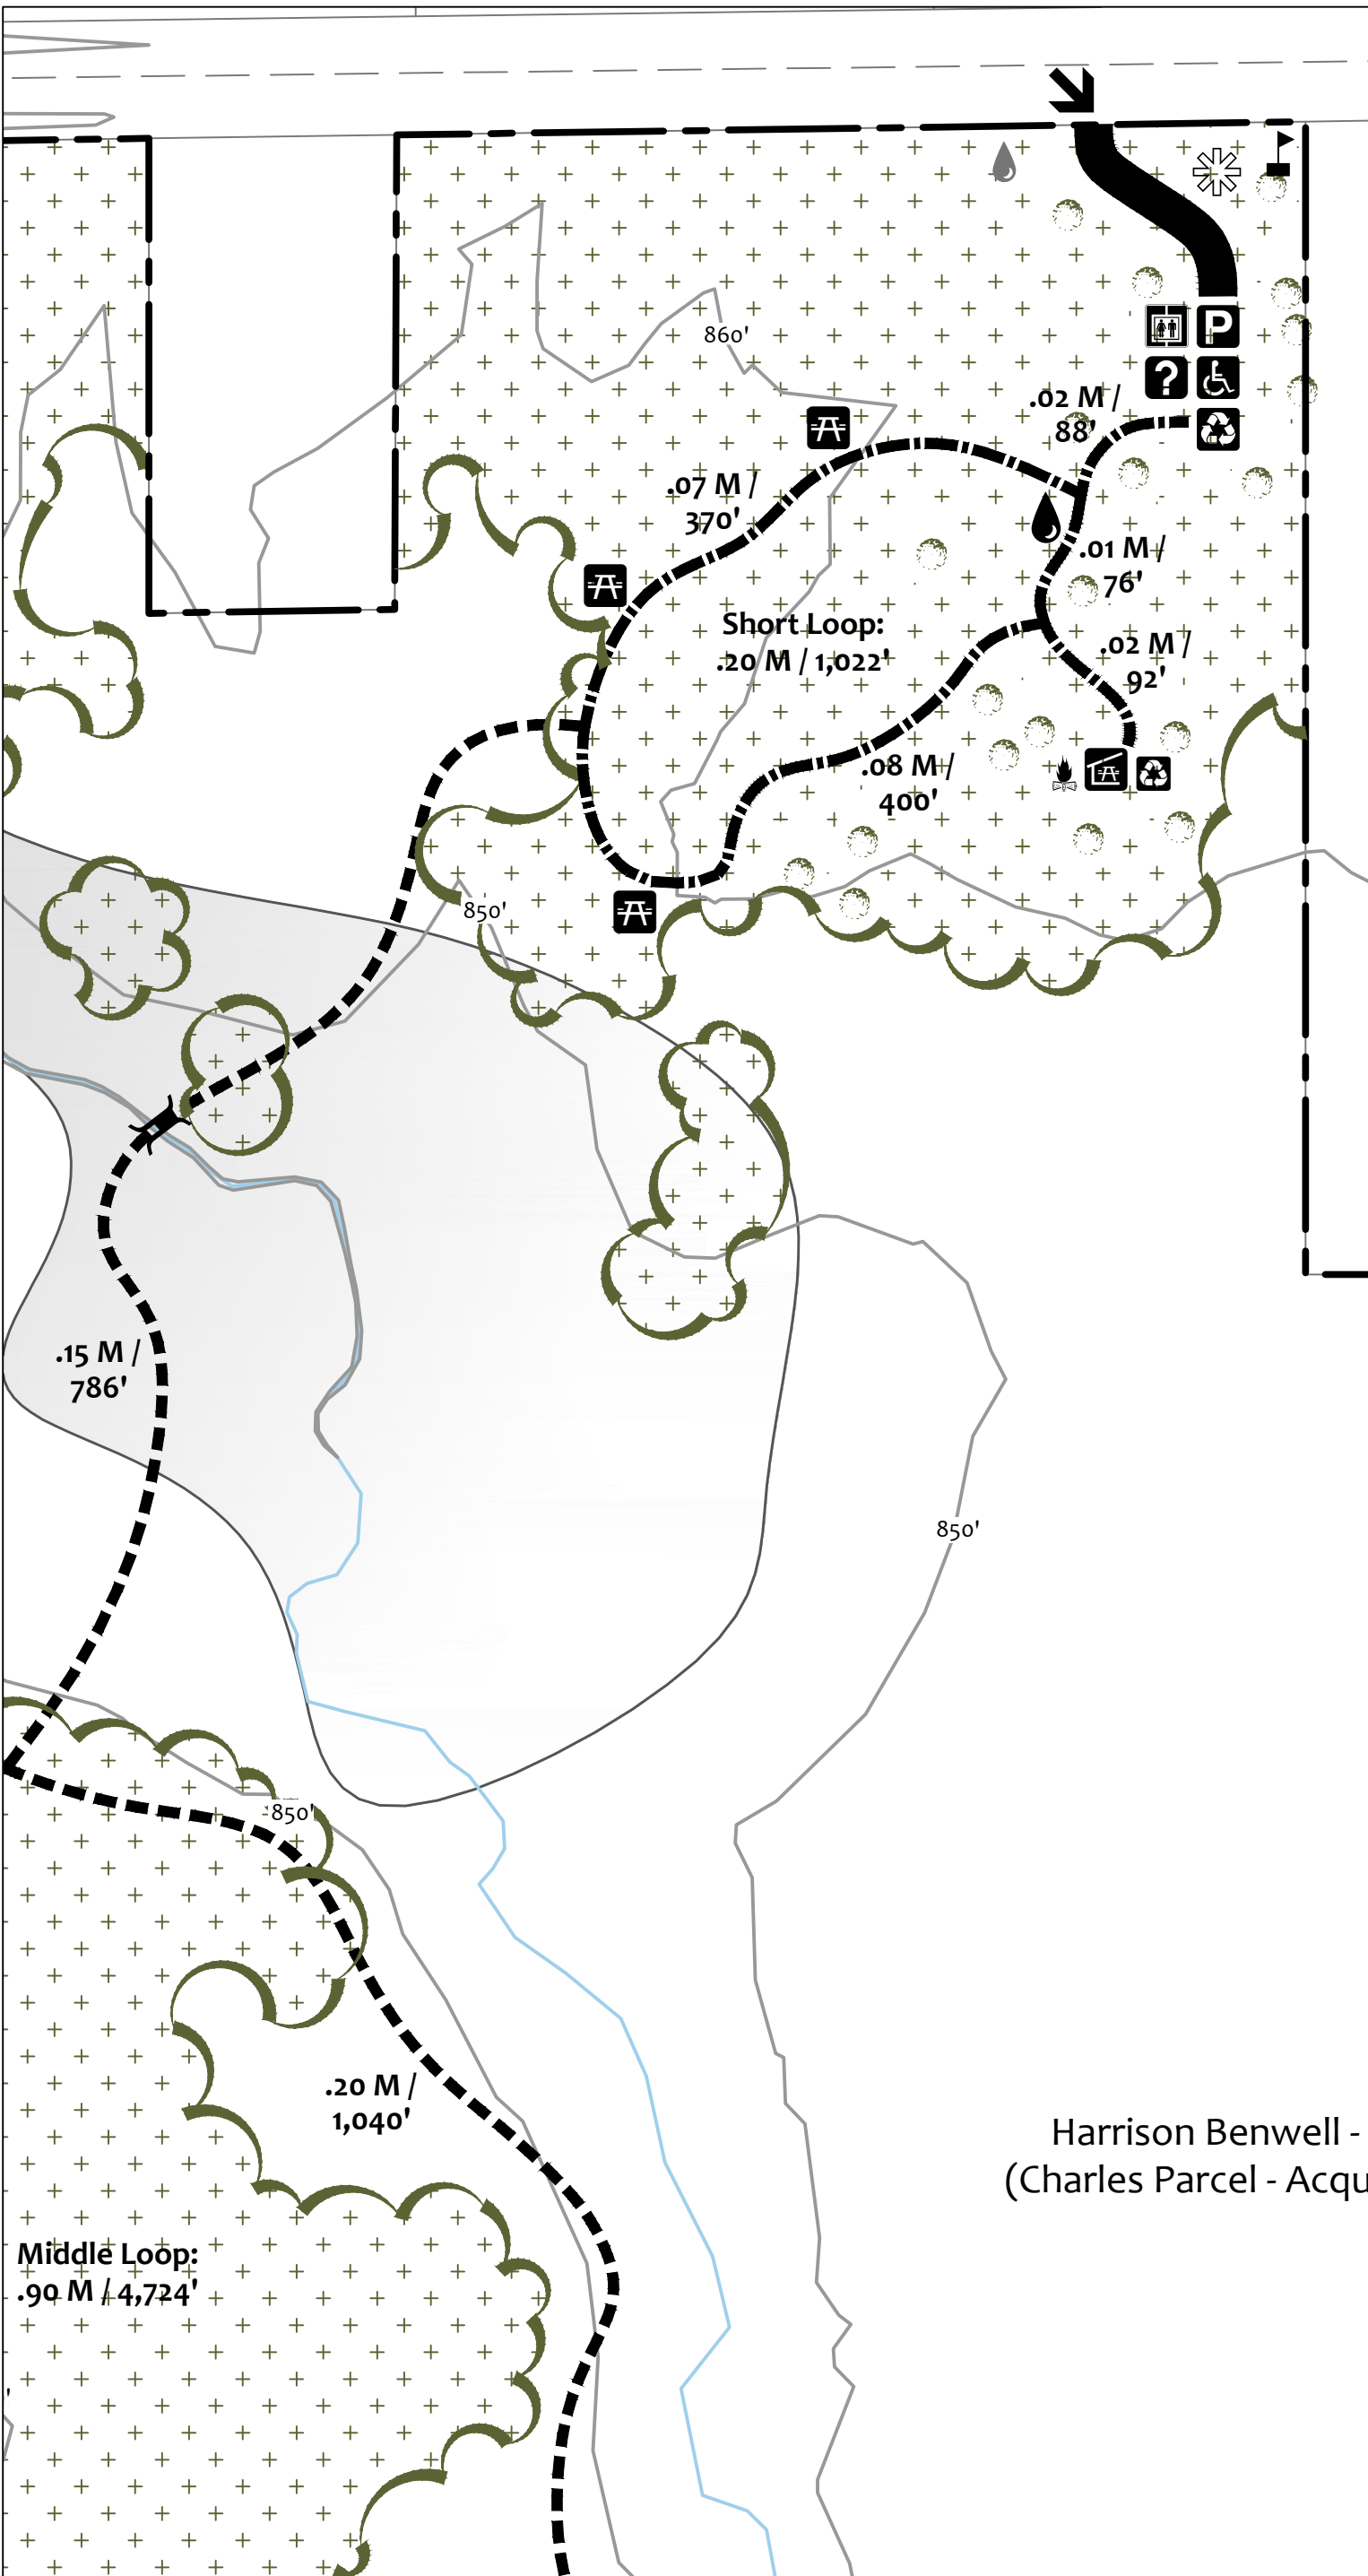 860'
.02 M /
88'
.07 M /
370'
.01 M /
76'
Short Loop:
.20 M / 1,022'
.02 M /
92'
.08 M /
400'
850'
.15 M /
786'
850'
850'
.20 M /
1,040'
Harrison Benwell -
(Charles Parcel - Acqu
Middle Loop:
.90 M / 4,724'
P
?